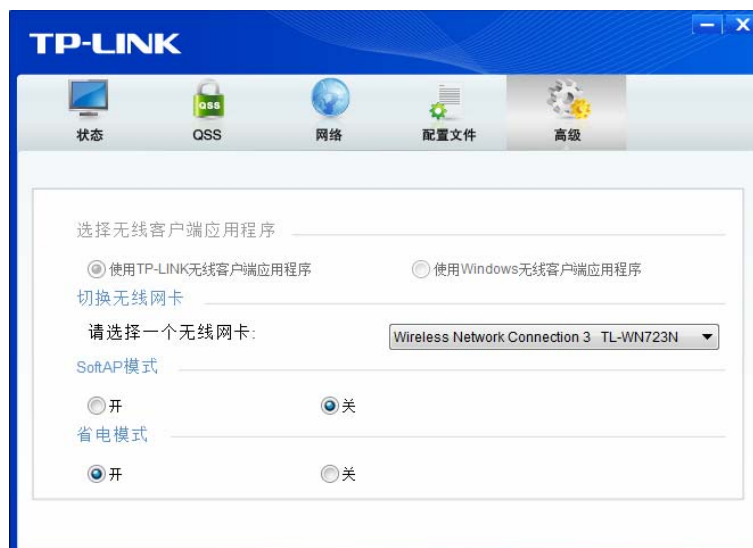 TP-LINK
QSS
状态 QSS 网络 配置文件 高级
选择无线客户端应用程序
使用TP-LINK无线客户端应用程序 使用Windows无线客户端应用程序
切换无线网卡
请选择一个无线网卡: Wireless Network Connection 3 TL-WN723N
SoftAP模式
开 关
省电模式
开 关